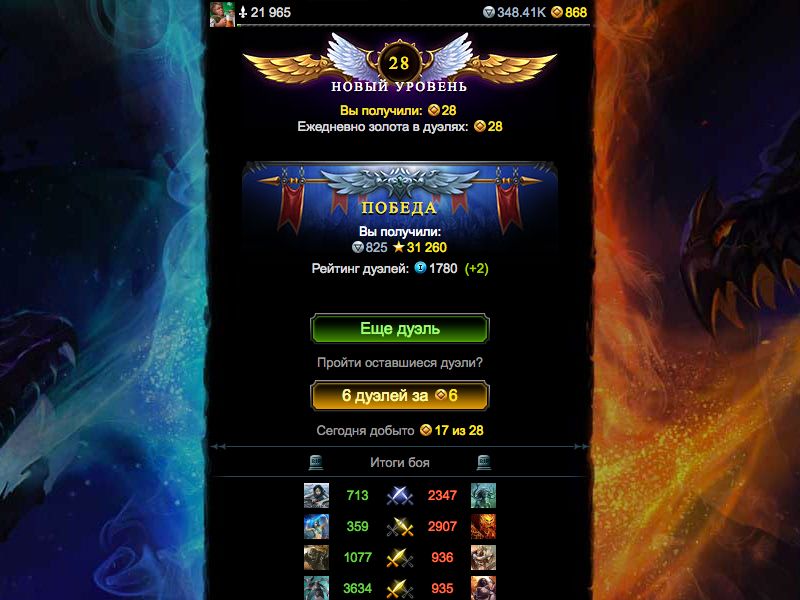 21 965 348.41K 868
28
НОВЫЙ УРОВЕНЬ
Вы получили: 28
Ежедневно золота в дуэлях: 28
ПОБЕДА
Вы получили:
825 31 260
Рейтинг дуэлей: 1780 (+2)
Еще дуэль
Пройти оставшиеся дуэли?
6 дуэлей за 6
Сегодня добыто 17 из 28
Итоги боя
713 2347
359 2907
1077 936
3634 935